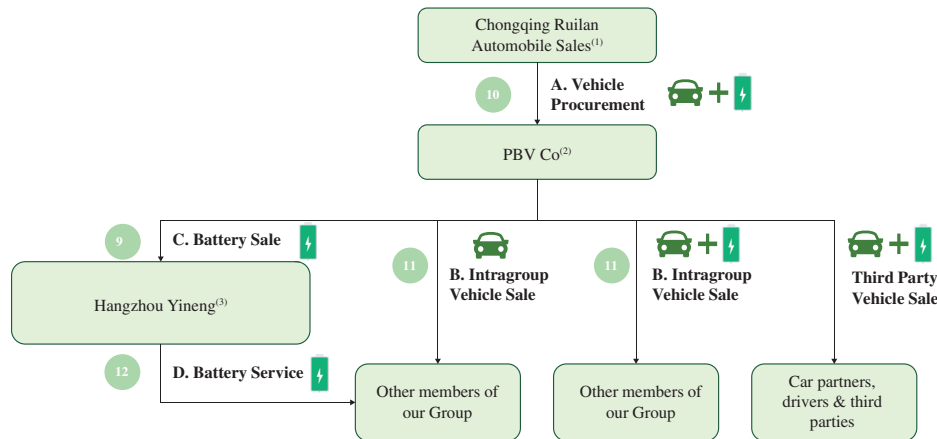 Chongqing Ruilan
Automobile Sales(1)
10
A. Vehicle
Procurement
PBV Co(2)
9
C. Battery Sale
11
B. Intragroup
Vehicle Sale
11
B. Intragroup
Vehicle Sale
Third Party
Vehicle Sale
Hangzhou Yineng(3)
12
D. Battery Service
Other members of
our Group
Other members of
our Group
Car partners,
drivers & third
parties